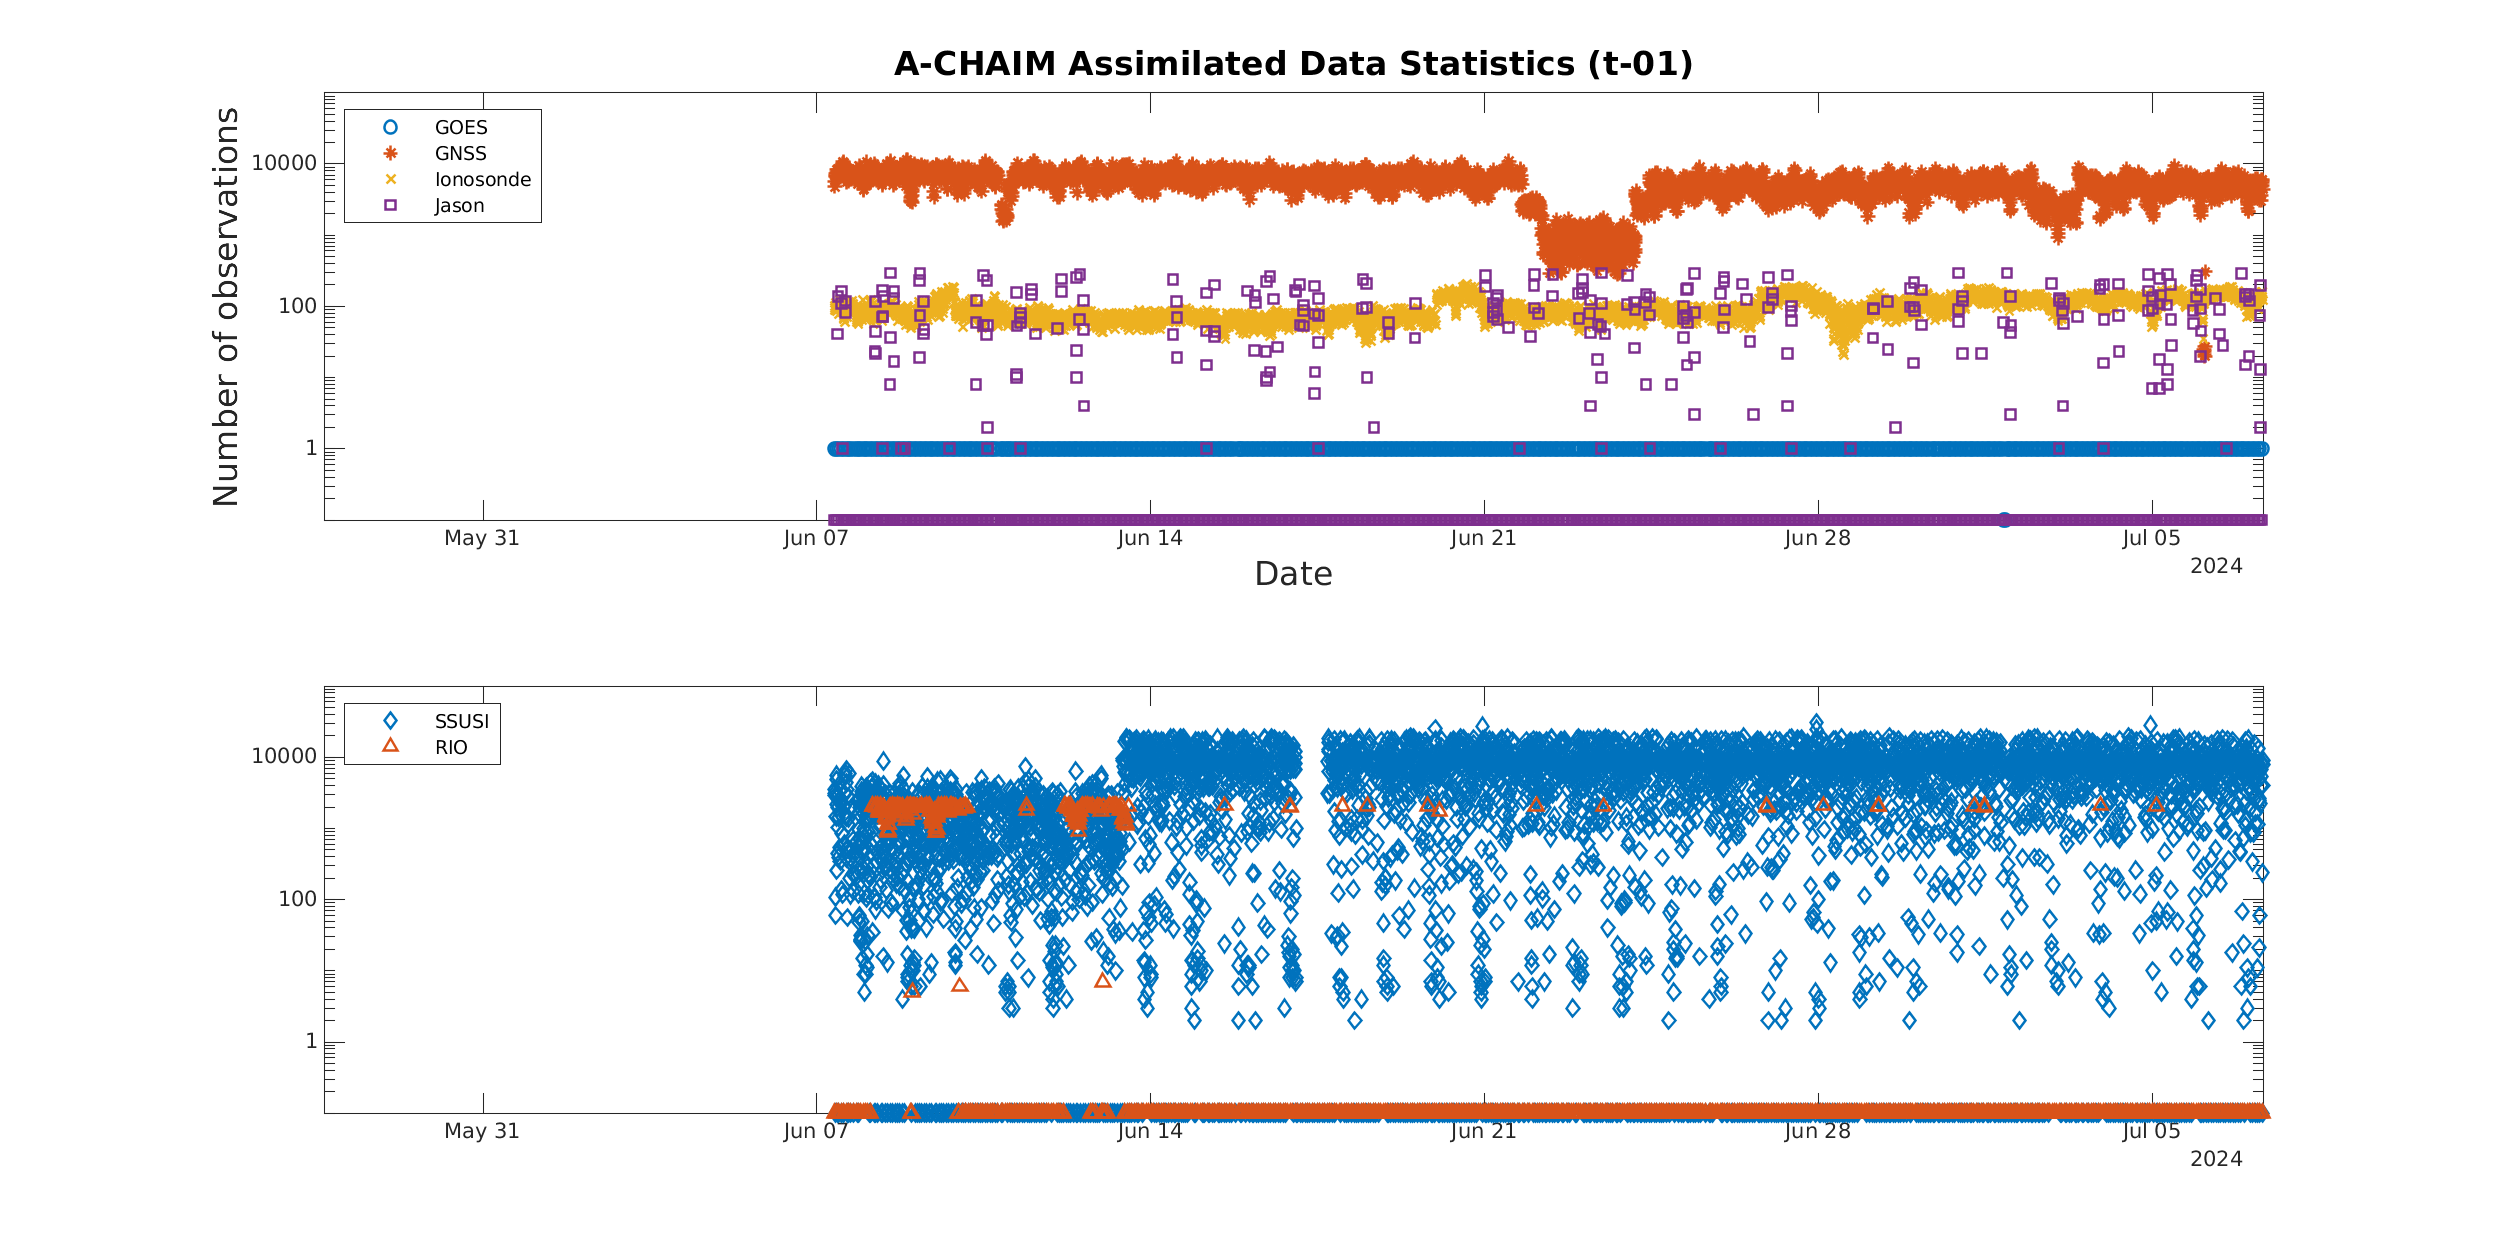 A-CHAIM Assimilated Data Statistics (t-01)
Number of observations
GOES
GNSS
Ionosonde
Jason
10000
100
1
May 31 Jun 07 Jun 14 Jun 21 Jun 28 Jul 05
2024
Date
SSUSI
RIO
10000
100
1
May 31 Jun 07 Jun 14 Jun 21 Jun 28 Jul 05
2024